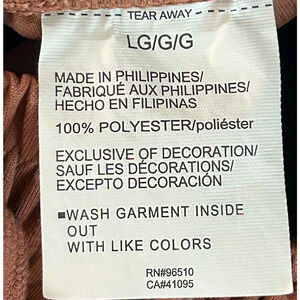 TEAR AWAY
LG/G/G
MADE IN PHILIPPINES/
FABRIQUÉ AUX PHILIPPINES/
HECHO EN FILIPINAS
100% POLYESTER/poliéster
EXCLUSIVE OF DECORATION/
SAUF LES DÉCORATIONS/
EXCEPTO DECORACIÓN
■WASH GARMENT INSIDE
OUT
WITH LIKE COLORS
RN#96510
CA#41095